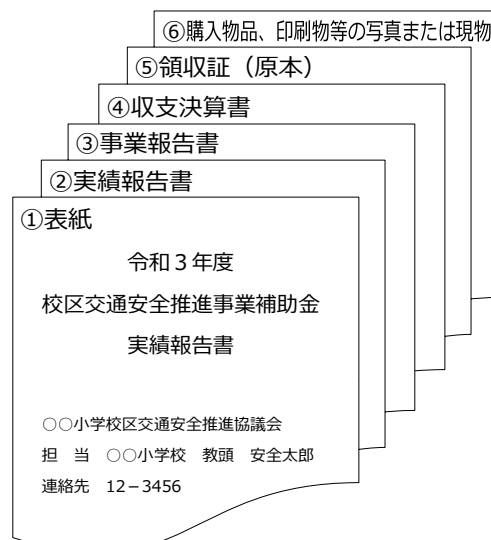 ⑥購入物品、印刷物等の写真または現物
⑤領収証（原本）
④収支決算書
③事業報告書
②実績報告書
①表紙
令和３年度
校区交通安全推進事業補助金
実績報告書
○○小学校区交通安全推進協議会
担　当　○○小学校　教頭　安全太郎
連絡先　12－3456